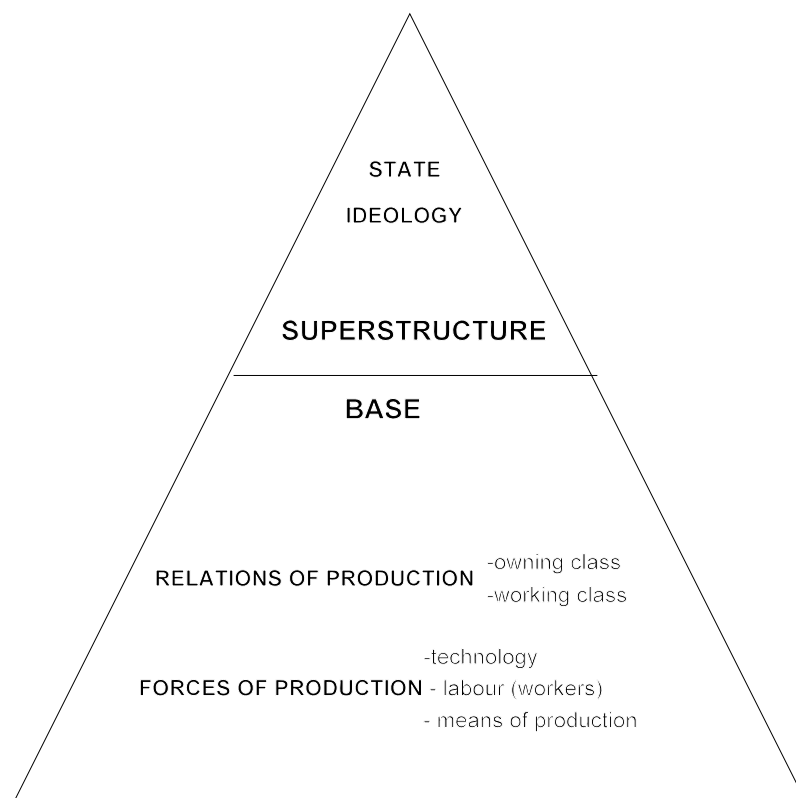 STATE
IDEOLOGY
SUPERSTRUCTURE
BASE
RELATIONS OF PRODUCTION
-owning class
-working class
FORCES OF PRODUCTION
-technology
- labour (workers)
- means of production